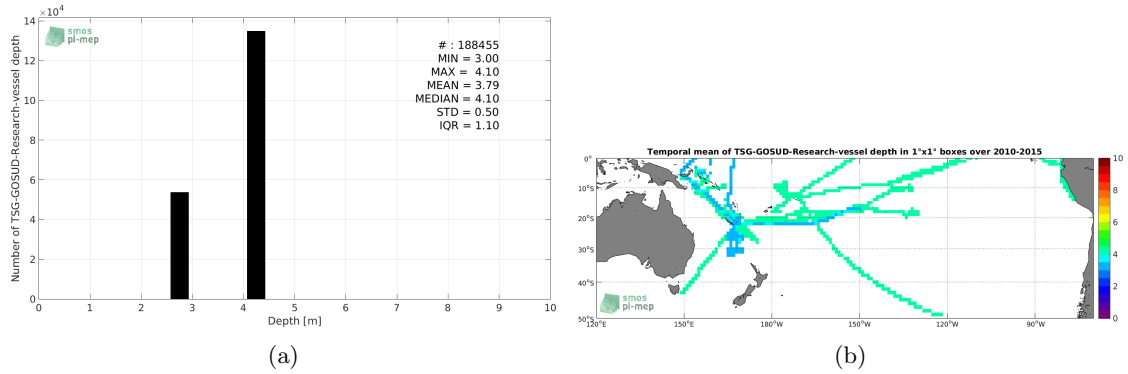 ×10⁴
14
12
10
8
6
4
2
0
Number of TSG-GOSUD-Research-vessel depth
smos
pi-mep
# : 188455
MIN = 3.00
MAX = 4.10
MEAN = 3.79
MEDIAN = 4.10
STD = 0.50
IQR = 1.10
0 1 2 3 4 5 6 7 8 9 10
Depth [m]
(a)
Temporal mean of TSG-GOSUD-Research-vessel depth in 1°x1° boxes over 2010-2015
0°
10°S
20°S
30°S
40°S
50°S
smos
pi-mep
120°E 150°E 180°W 150°W 120°W 90°W
10
8
6
4
2
0
(b)